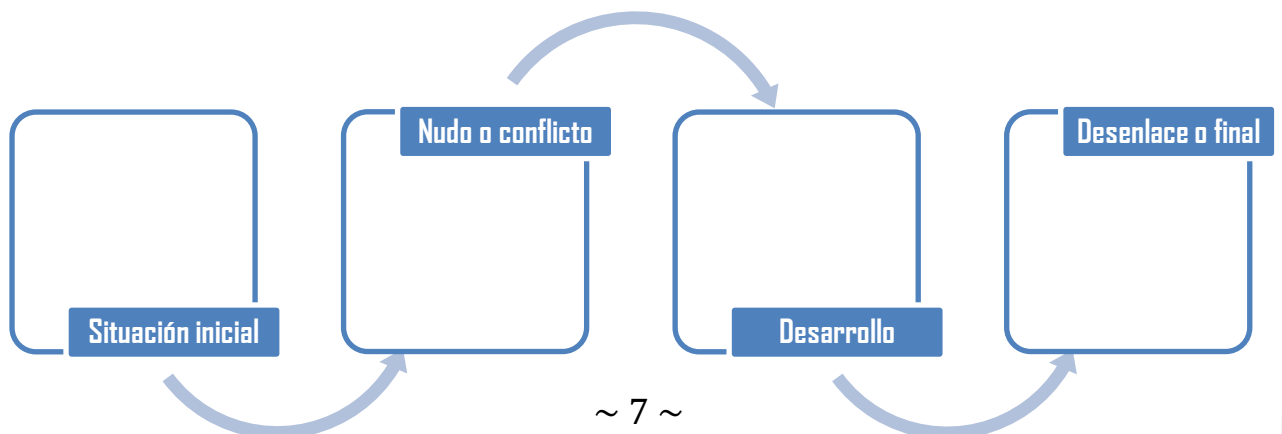 Situación inicial
Nudo o conflicto
Desarrollo
Desenlace o final
~ 7 ~